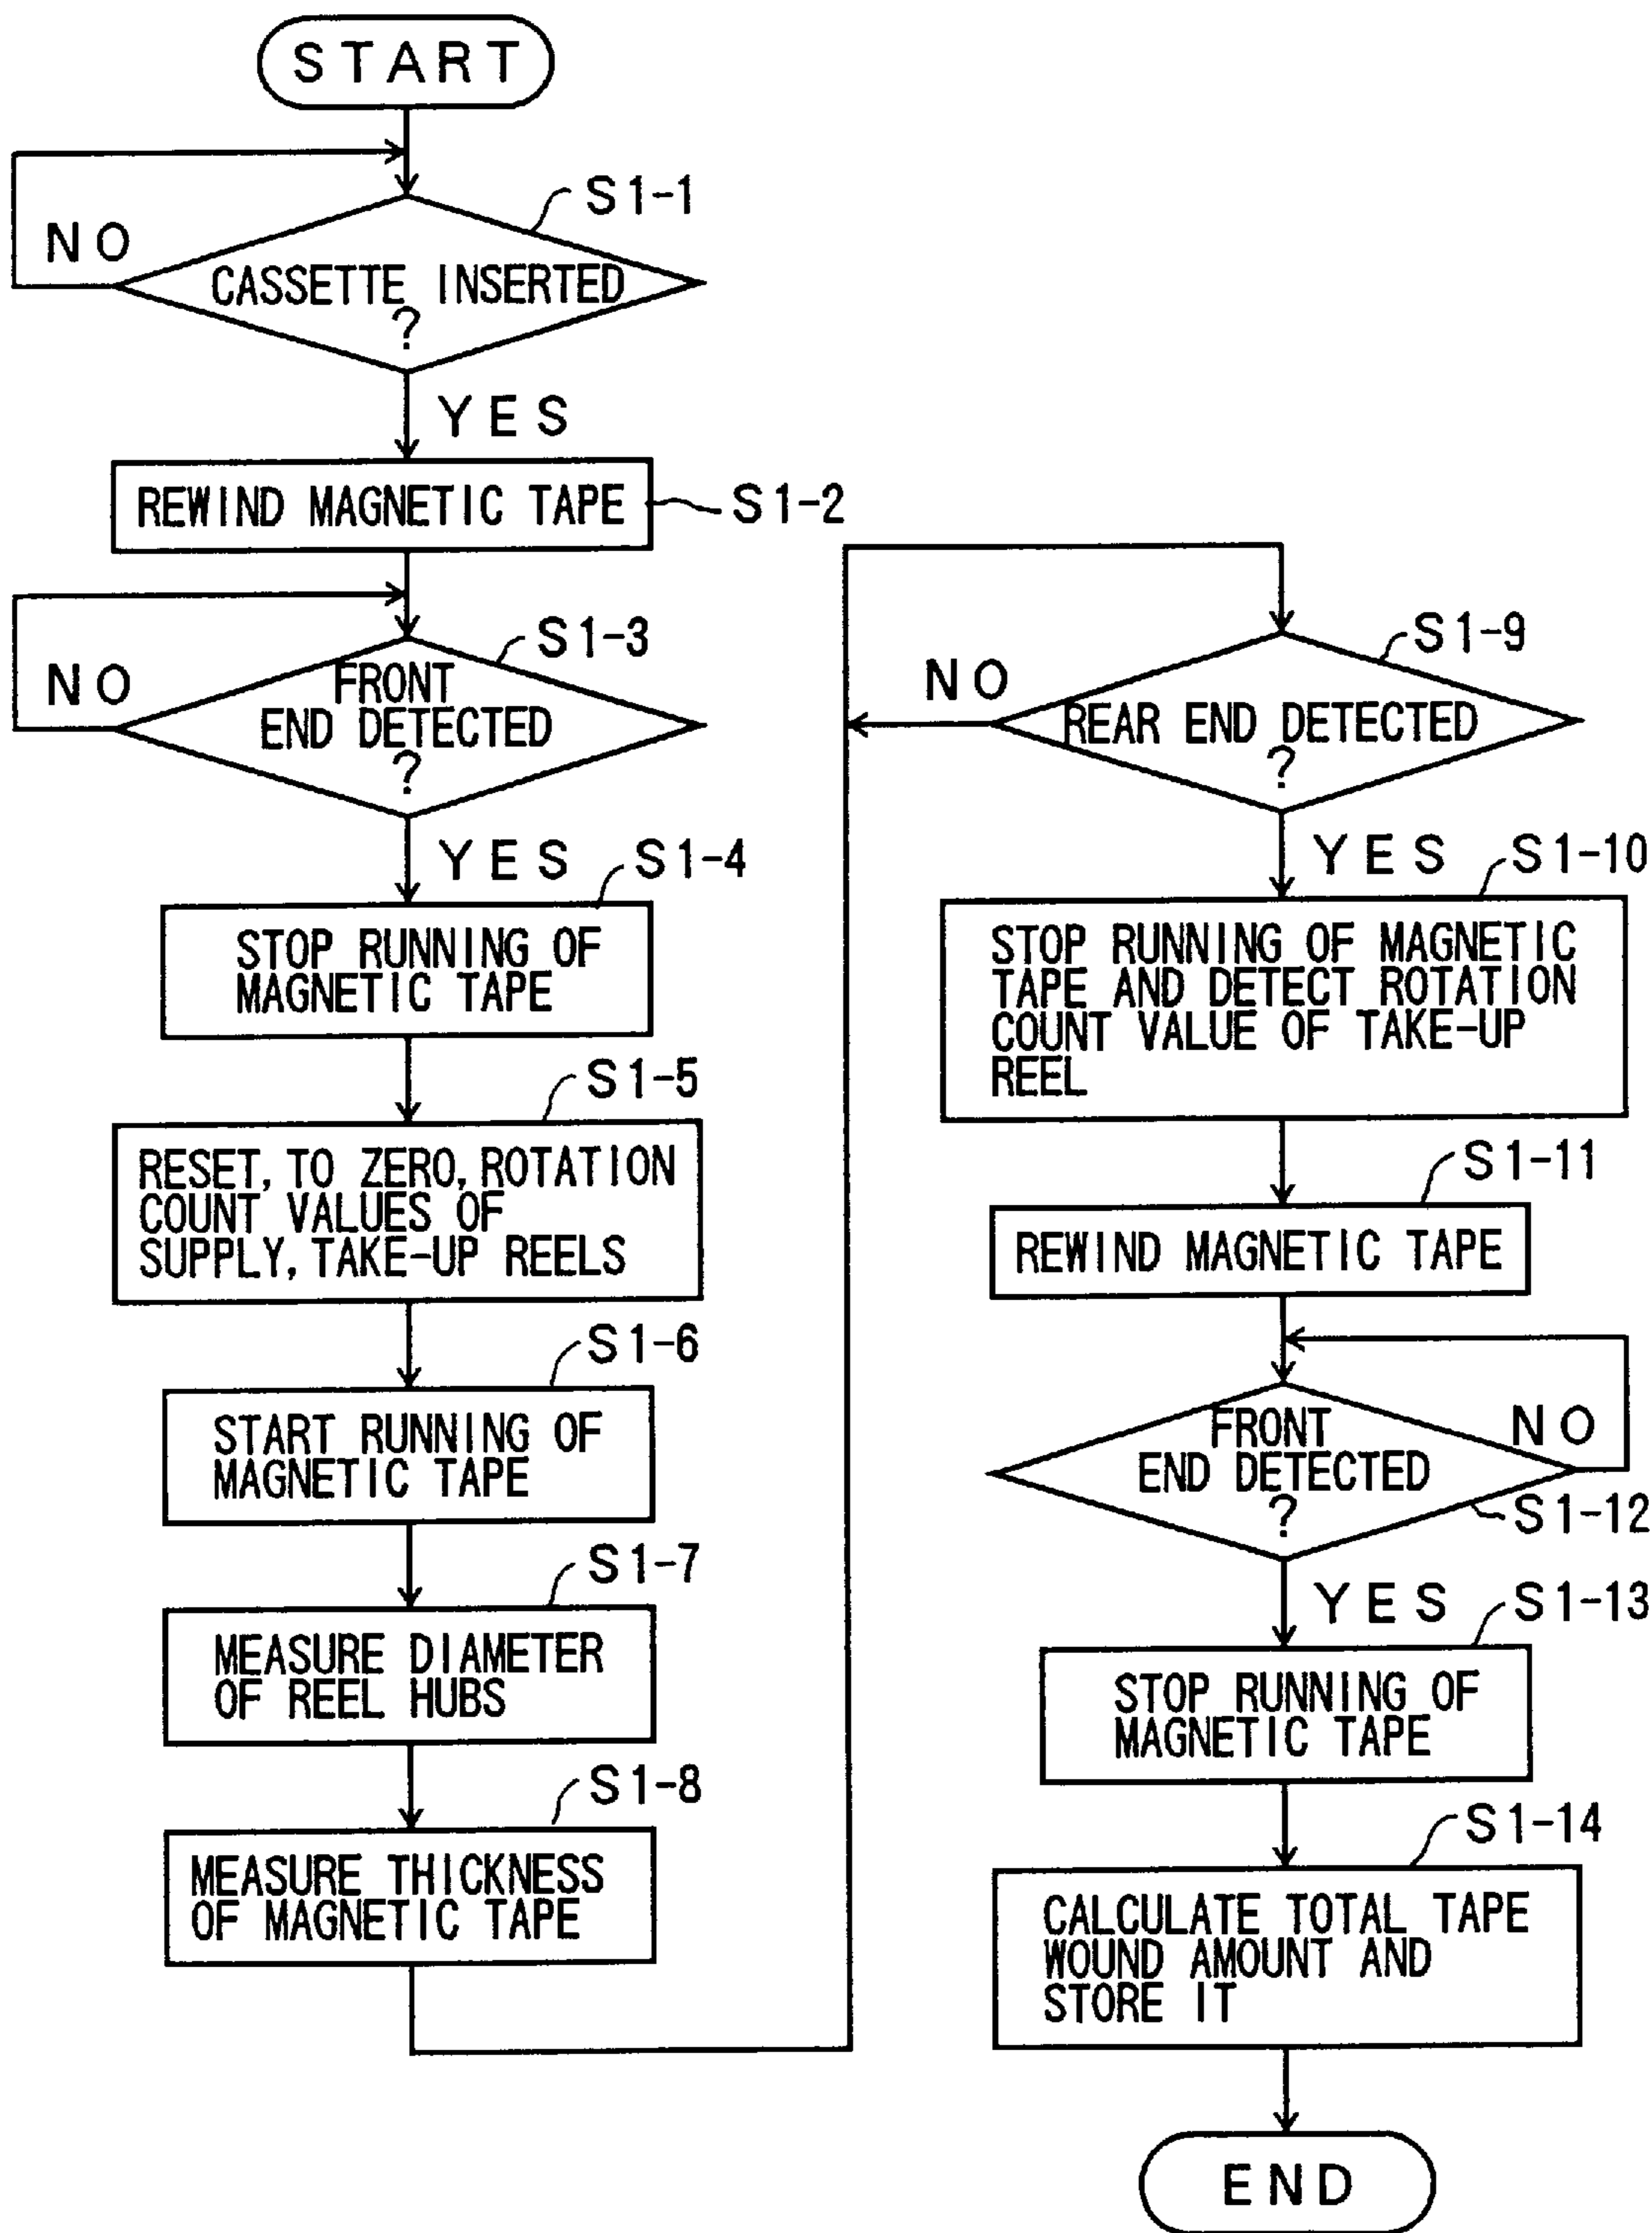 START
S1-1
NO
CASSETTE INSERTED
?
YES
REWIND MAGNETIC TAPE
S1-2
S1-3
NO
FRONT
END DETECTED
?
YES
S1-4
STOP RUNNING OF
MAGNETIC TAPE
S1-5
RESET, TO ZERO, ROTATION
COUNT VALUES OF
SUPPLY, TAKE-UP REELS
S1-6
START RUNNING OF
MAGNETIC TAPE
S1-7
MEASURE DIAMETER
OF REEL HUBS
S1-8
MEASURE THICKNESS
OF MAGNETIC TAPE
S1-9
NO
REAR END DETECTED
?
YES
S1-10
STOP RUNNING OF MAGNETIC
TAPE AND DETECT ROTATION
COUNT VALUE OF TAKE-UP
REEL
S1-11
REWIND MAGNETIC TAPE
FRONT
END DETECTED
?
NO
S1-12
YES
S1-13
STOP RUNNING OF
MAGNETIC TAPE
S1-14
CALCULATE TOTAL TAPE
WOUND AMOUNT AND
STORE IT
END